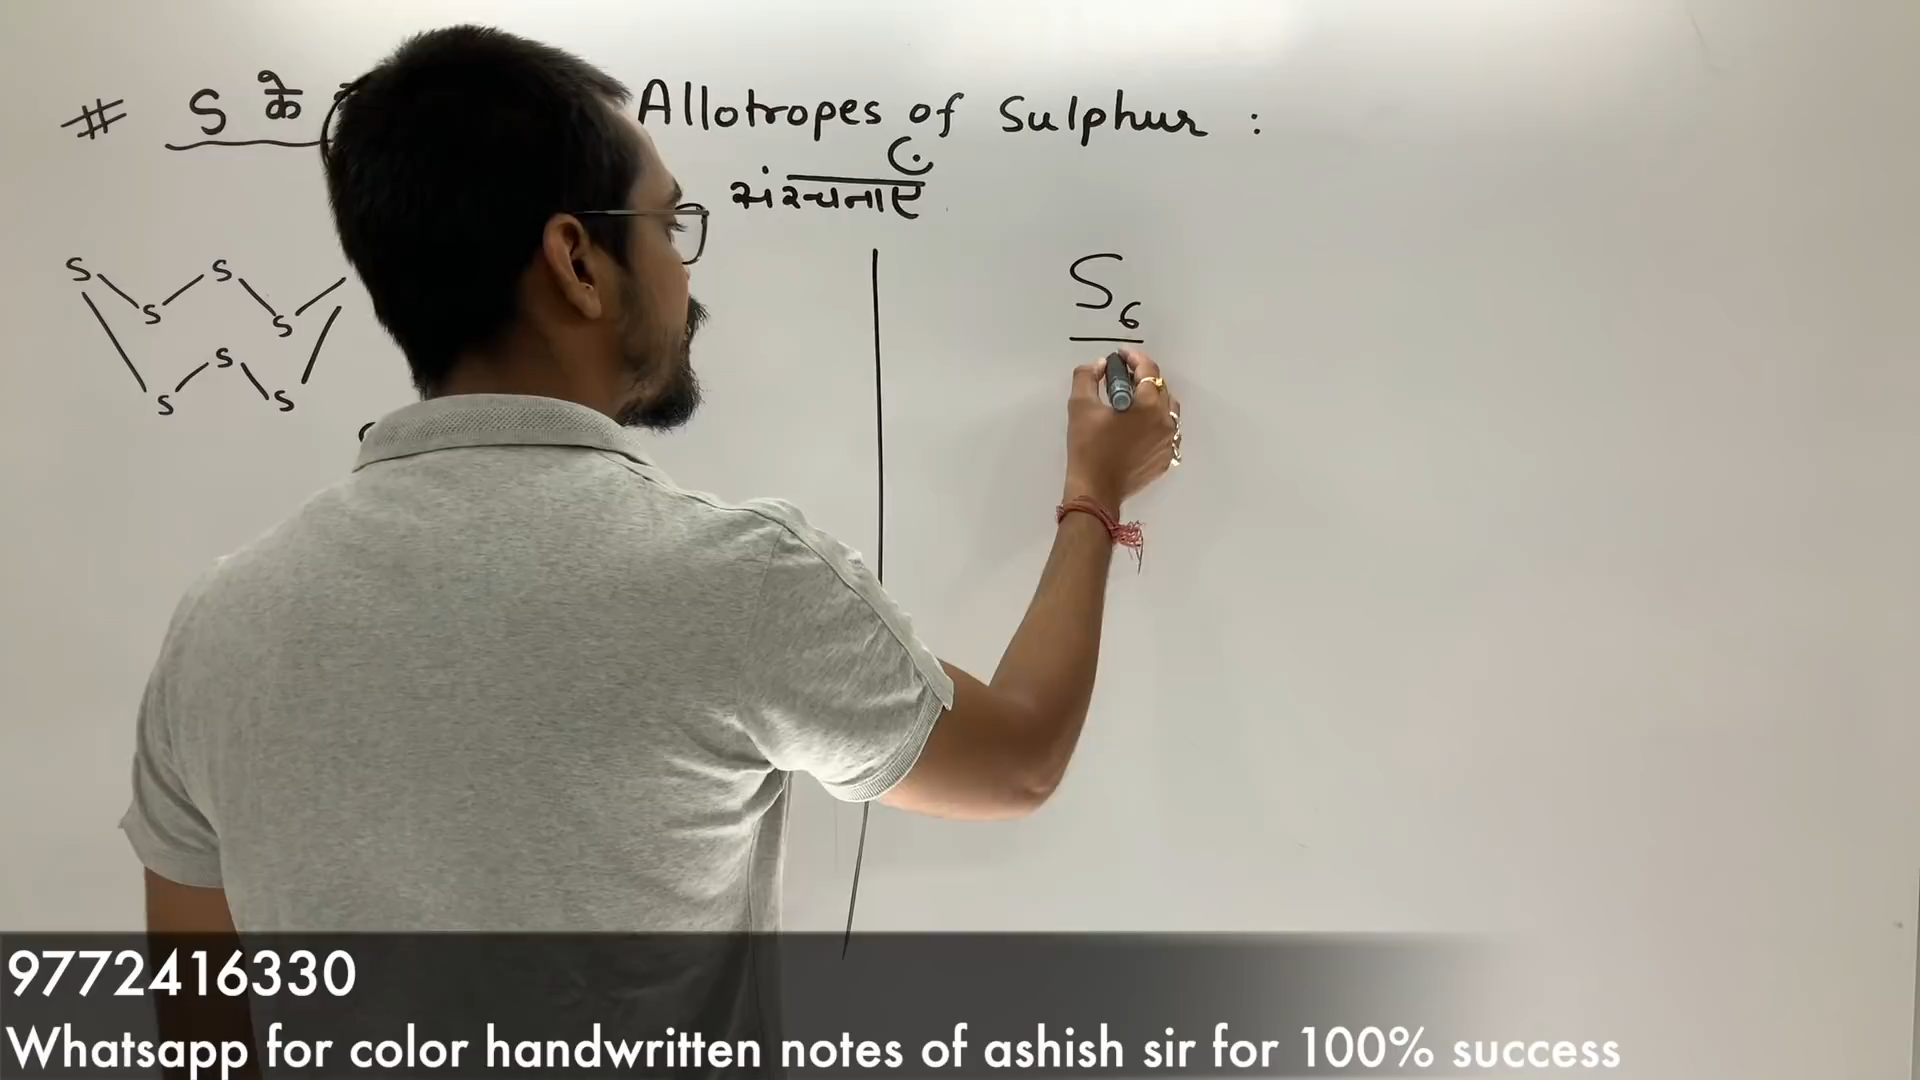 # S के Allotropes of Sulphur :
संरचनाएँ
S S
S S
S
S S
S6
9772416330
Whatsapp for color handwritten notes of ashish sir for 100% success